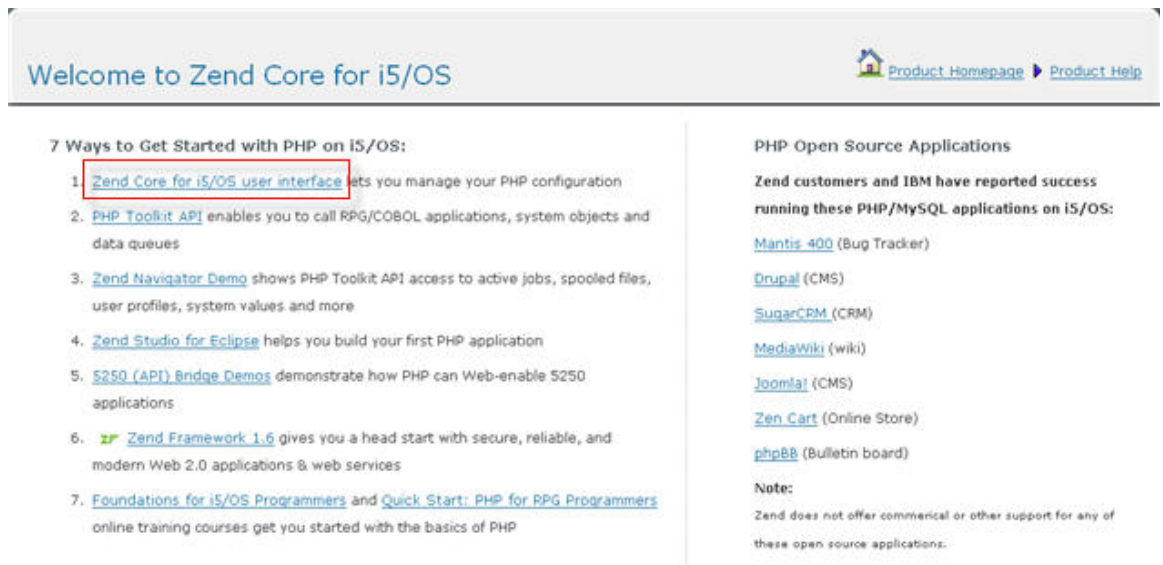 Welcome to Zend Core for i5/OS
Product Homepage Product Help
7 Ways to Get Started with PHP on i5/OS:
1. Zend Core for i5/OS user interface lets you manage your PHP configuration
2. PHP Toolkit API enables you to call RPG/COBOL applications, system objects and
data queues
3. Zend Navigator Demo shows PHP Toolkit API access to active jobs, spooled files,
user profiles, system values and more
4. Zend Studio for Eclipse helps you build your first PHP application
5. 5250 (API) Bridge Demos demonstrate how PHP can Web-enable 5250
applications
6. ZF Zend Framework 1.6 gives you a head start with secure, reliable, and
modern Web 2.0 applications & web services
7. Foundations for i5/OS Programmers and Quick Start: PHP for RPG Programmers
online training courses get you started with the basics of PHP
PHP Open Source Applications
Zend customers and IBM have reported success
running these PHP/MySQL applications on i5/OS:
Mantis 400 (Bug Tracker)
Drupal (CMS)
SugarCRM (CRM)
MediaWiki (wiki)
Joomla! (CMS)
Zen Cart (Online Store)
phpBB (Bulletin board)
Note:
Zend does not offer commerical or other support for any of
these open source applications.